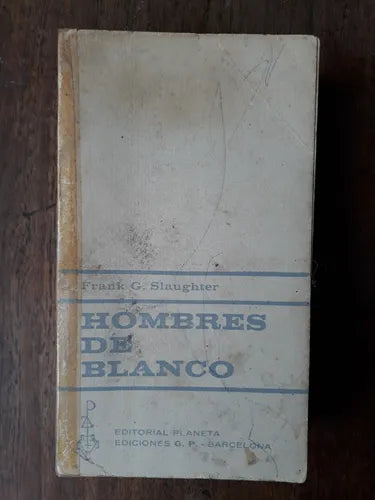 Frank G. Slaughter
HOMBRES
DE
BLANCO
EDITORIAL PLANETA
EDICIONES G. P. - BARCELONA